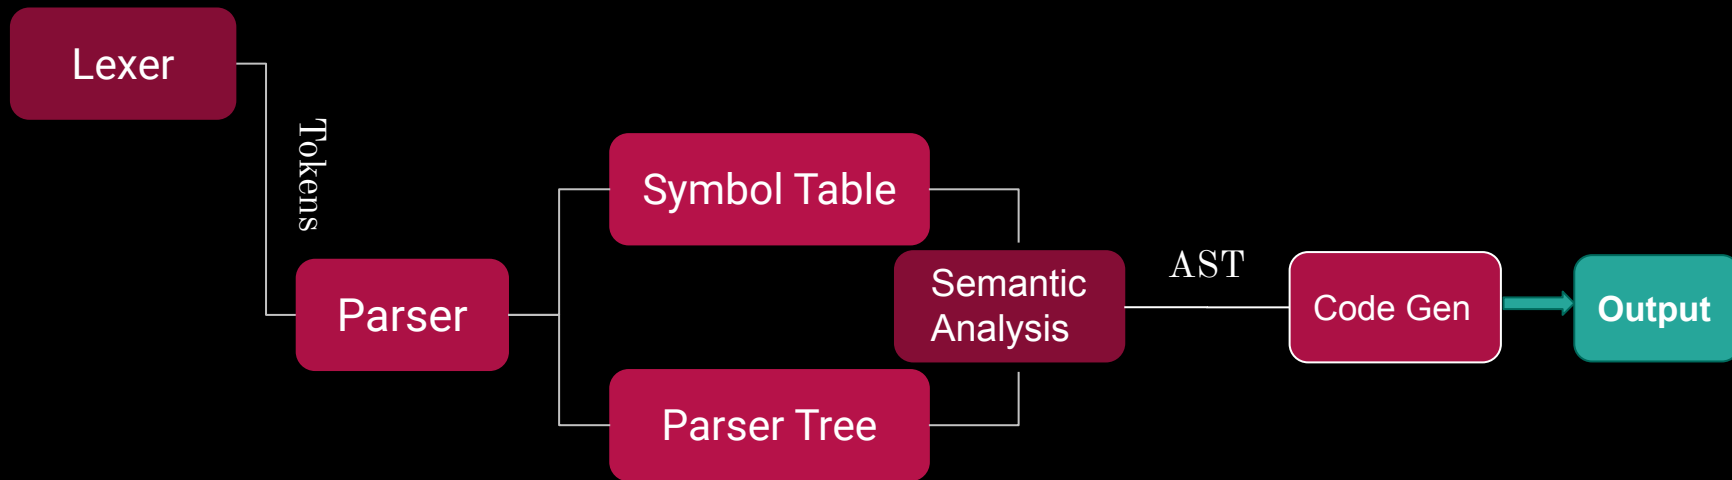 Lexer
Tokens
Parser
Symbol Table
Parser Tree
Semantic
Analysis
AST
Code Gen
Output